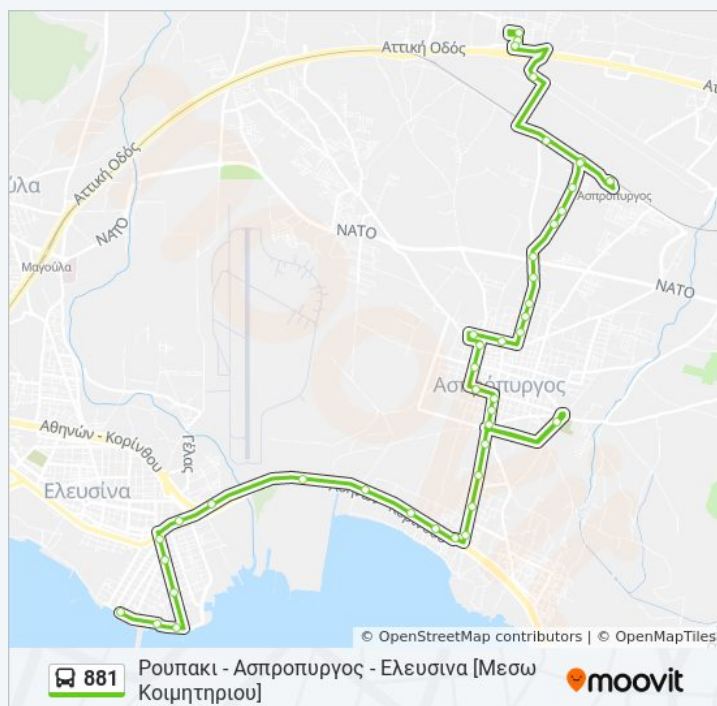 Αττική Οδός
Ατ
Αττική Οδός
ύλα
Ασπρόπυργος
ΝΑΤΟ
ΝΑΤΟ
Μαγούλα
ΝΑΤΟ
Ασπρόπυργος
Αθηνών - Κορίνθου
Γέλας
Ελευσίνα
© OpenStreetMap contributors | © OpenMapTiles
881
Ρουπακι - Ασπροπυργος - Ελευσινα [Μεσω
Κοιμητηριου]
moovit